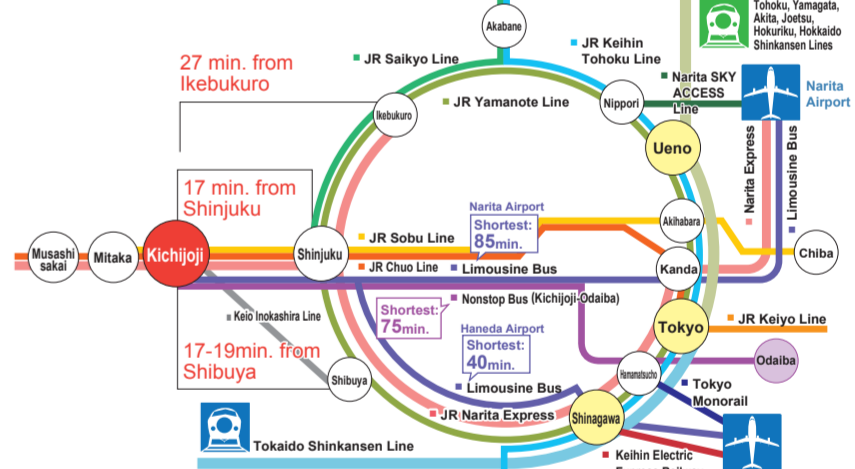 Tohoku, Yamagata,
Akita, Joetsu,
Hokuriku, Hokkaido
Shinkansen Lines
Akabane
JR Saikyo Line
JR Keihin
Tohoku Line
27 min. from
Ikebukuro
Narita SKY
ACCESS
Line
Narita
Airport
JR Yamanote Line
Nippori
Ikebukuro
Ueno
Narita Express
Limousine Bus
17 min. from
Shinjuku
Narita Airport
Shortest:
85min.
Akihabara
JR Sobu Line
Musashi
sakai
Mitaka
Kichijoji
Shinjuku
Chiba
JR Chuo Line
Limousine Bus
Kanda
Nonstop Bus (Kichijoji-Odaiba)
Shortest:
75min.
Keio Inokashira Line
JR Keiyo Line
Tokyo
Haneda Airport
Shortest:
40min.
17-19min. from
Shibuya
Odaiba
Shibuya
Hamamatsucho
Limousine Bus
Tokyo
Monorail
JR Narita Express
Shinagawa
Tokaido Shinkansen Line
Keihin Electric